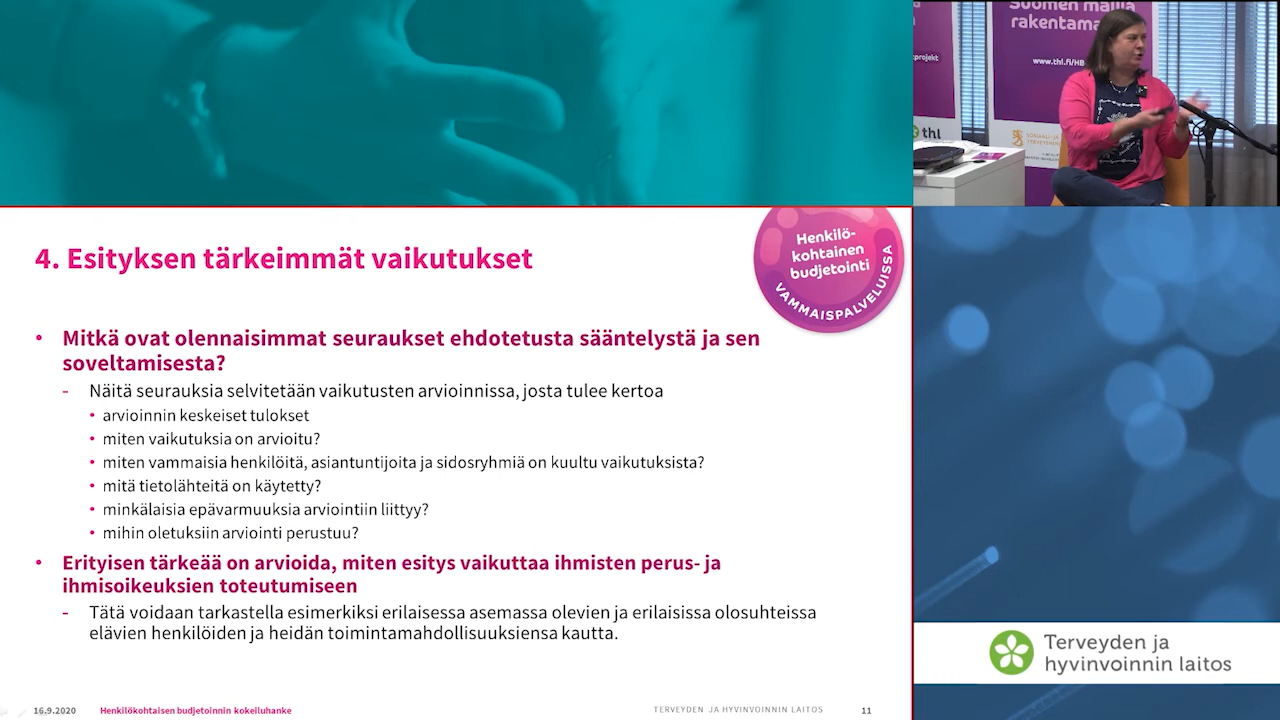 Suomen mallia
rakentama
www.thl.fi/HB
projekt
thl
SOSIAALI- JA
4. Esityksen tärkeimmät vaikutukset
Henkilö-
kohtainen
budjetointi
VAMMAISPALVELUISSA
• Mitkä ovat olennaisimmat seuraukset ehdotetusta sääntelystä ja sen
soveltamisesta?
- Näitä seurauksia selvitetään vaikutusten arvioinnissa, josta tulee kertoa
• arvioinnin keskeiset tulokset
• miten vaikutuksia on arvioitu?
• miten vammaisia henkilöitä, asiantuntijoita ja sidosryhmiä on kuultu vaikutuksista?
• mitä tietolähteitä on käytetty?
• minkälaisia epävarmuuksia arviointiin liittyy?
• mihin oletuksiin arviointi perustuu?
• Erityisen tärkeää on arvioida, miten esitys vaikuttaa ihmisten perus- ja
ihmisoikeuksien toteutumiseen
- Tätä voidaan tarkastella esimerkiksi erilaisessa asemassa olevien ja erilaisissa olosuhteissa
elävien henkilöiden ja heidän toimintamahdollisuuksiensa kautta.
Terveyden ja
hyvinvoinnin laitos
16.9.2020 Henkilökohtaisen budjetoinnin kokeiluhanke TERVEYDEN JA HYVINVOINNIN LAITOS 11